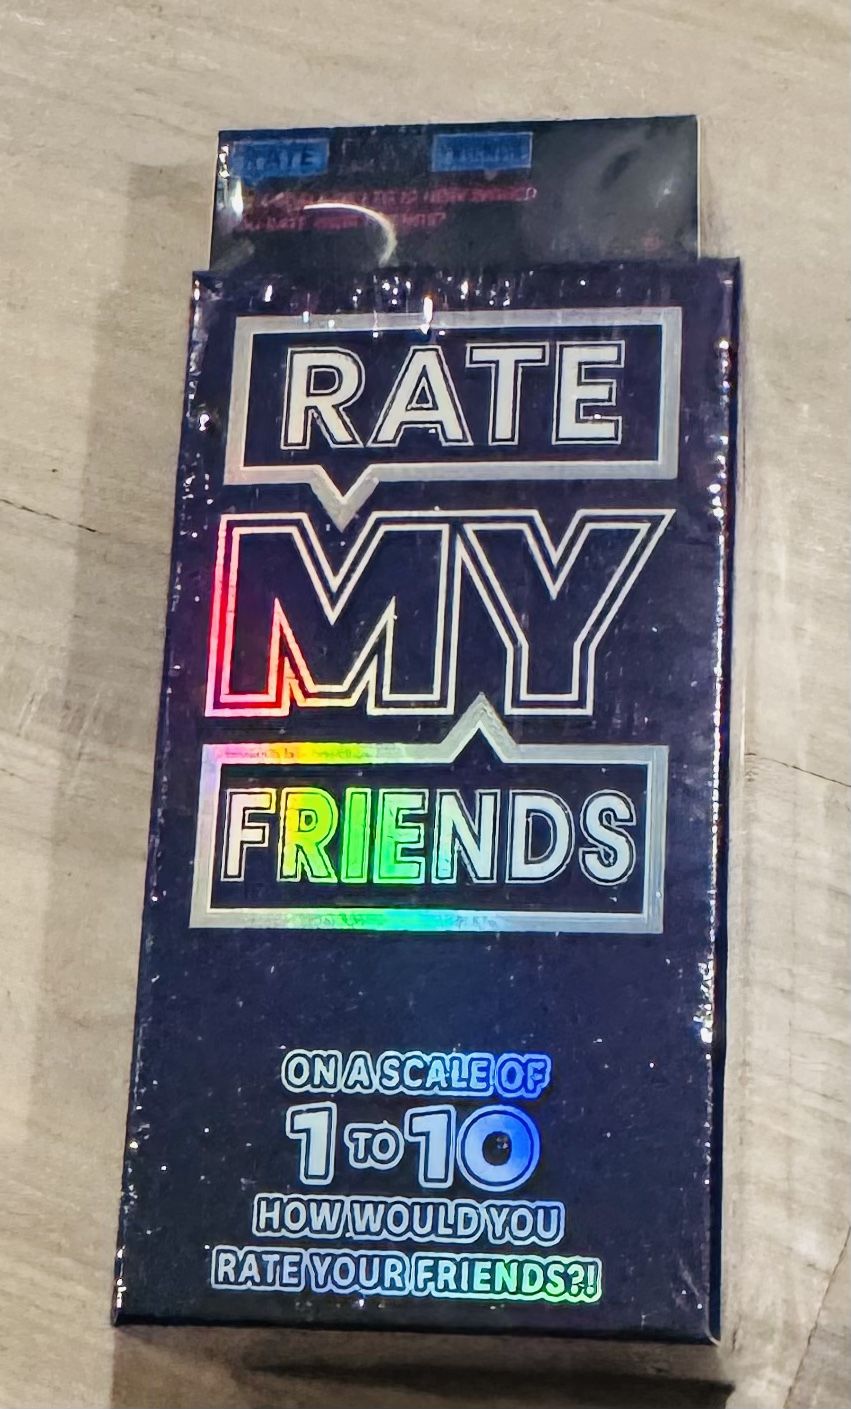 RATE
MY
FRIENDS
ON A SCALE OF
1 TO 10
HOW WOULD YOU
RATE YOUR FRIENDS?!